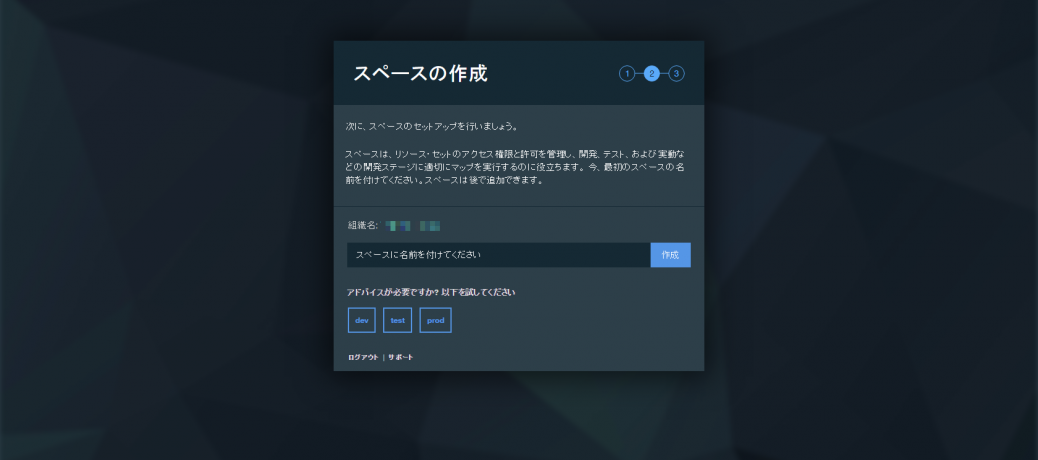 スペースの作成
1 2 3
次に、スペースのセットアップを行いましょう。
スペースは、リソース・セットのアクセス権限と許可を管理し、開発、テスト、および実動な
どの開発ステージに適切にマップを実行するのに役立ちます。今、最初のスペースの名
前を付けてください。スペースは後で追加できます。
組織名:
スペースに名前を付けてください
作成
アドバイスが必要ですか? 以下を試してください
dev test prod
ログアウト | サポート